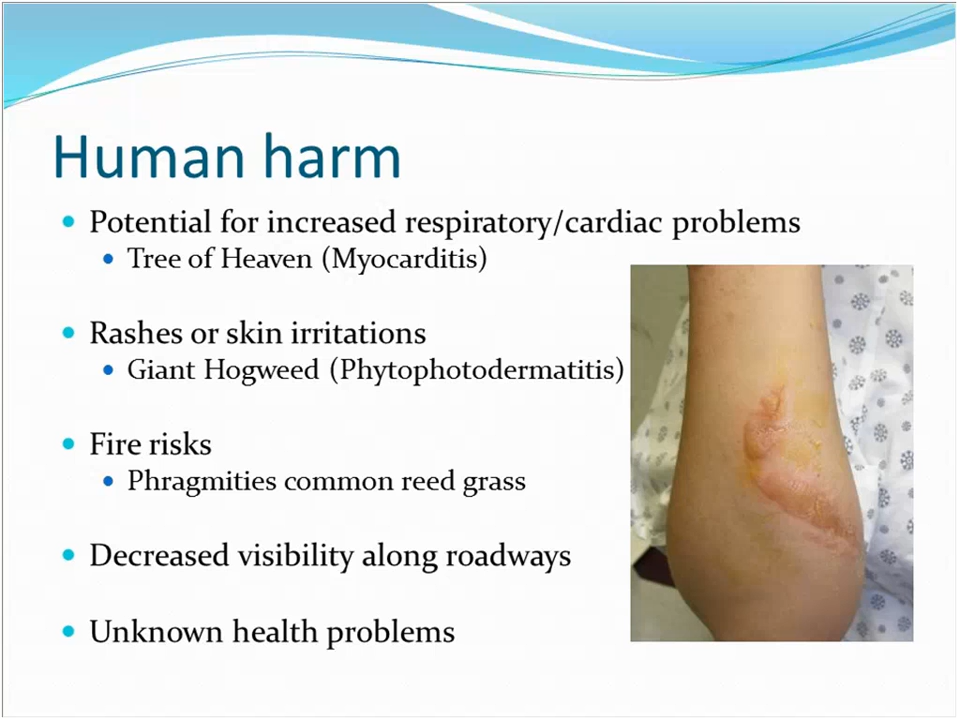 Human harm
Potential for increased respiratory/cardiac problems
Tree of Heaven (Myocarditis)
Rashes or skin irritations
Giant Hogweed (Phytophotodermatitis)
Fire risks
Phragmities common reed grass
Decreased visibility along roadways
Unknown health problems